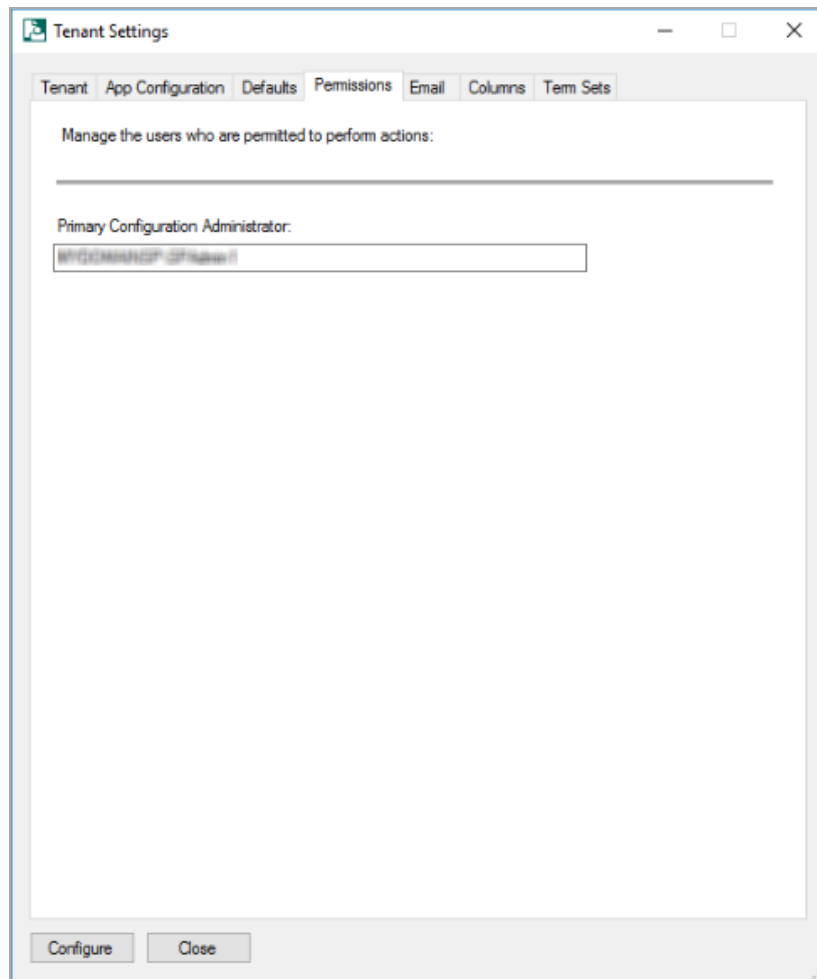 Tenant Settings
Tenant App Configuration Defaults Permissions Email Columns Term Sets
Manage the users who are permitted to perform actions:
Primary Configuration Administrator:
Configure Close